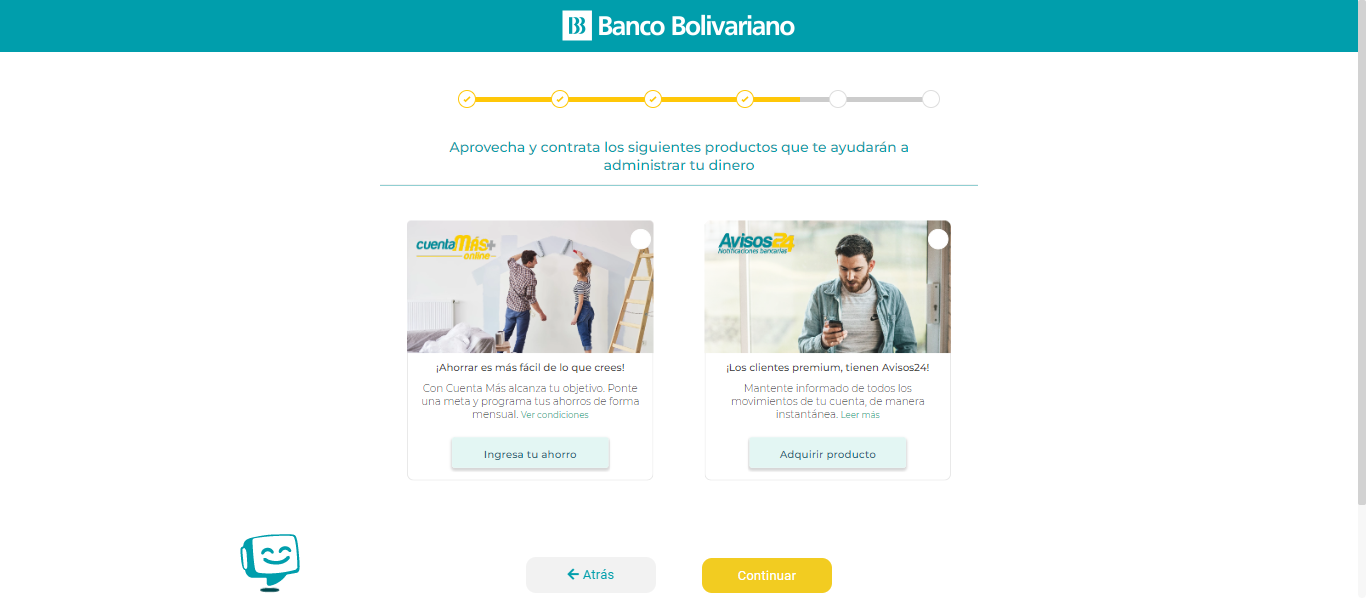 BB Banco Bolivariano
Aprovecha y contrata los siguientes productos que te ayudarán a
administrar tu dinero
cuenta Más+
online
Avisos24
Notificaciones bancarias
¡Ahorrar es más fácil de lo que crees!
Con Cuenta Más alcanza tu objetivo. Ponte
una meta y programa tus ahorros de forma
mensual. Ver condiciones
Ingresa tu ahorro
¡Los clientes premium, tienen Avisos24!
Mantente informado de todos los
movimientos de tu cuenta, de manera
instantánea. Leer más
Adquirir producto
Atrás
Continuar